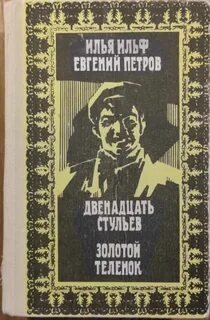 ИЛЬЯ ИЛЬФ
ЕВГЕНИЙ ПЕТРОВ
ДВЕНАДЦАТЬ
СТУЛЬЕВ
ЗОЛОТОЙ
ТЕЛЕНОК